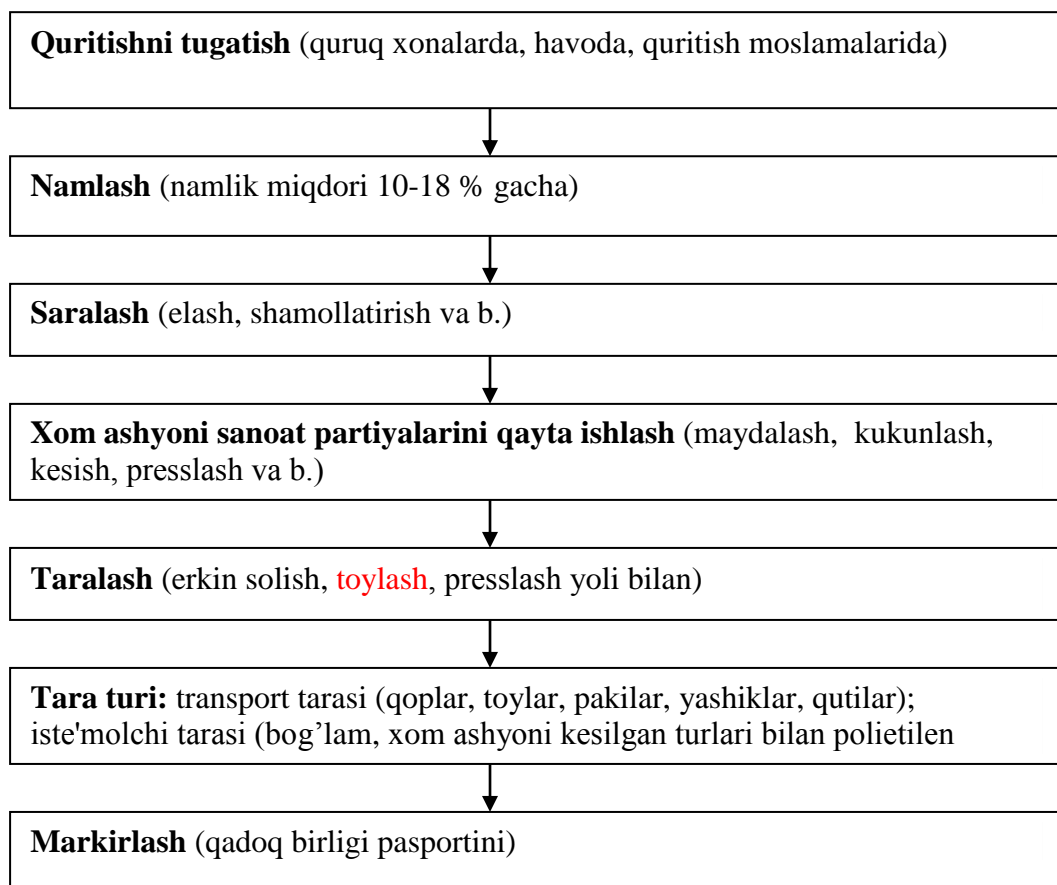 Quritishni tugatish (quruq xonalarda, havoda, quritish moslamalarida)
Namlash (namlik miqdori 10-18 % gacha)
Saralash (elash, shamollatirish va b.)
Xom ashyoni sanoat partiyalarini qayta ishlash (maydalash, kukunlash,
kesish, presslash va b.)
Taralash (erkin solish, toylash, presslash yoli bilan)
Tara turi: transport tarasi (qoplar, toylar, pakilar, yashiklar, qutilar);
iste'molchi tarasi (bog’lam, xom ashyoni kesilgan turlari bilan polietilen
Markirlash (qadoq birligi pasportini)